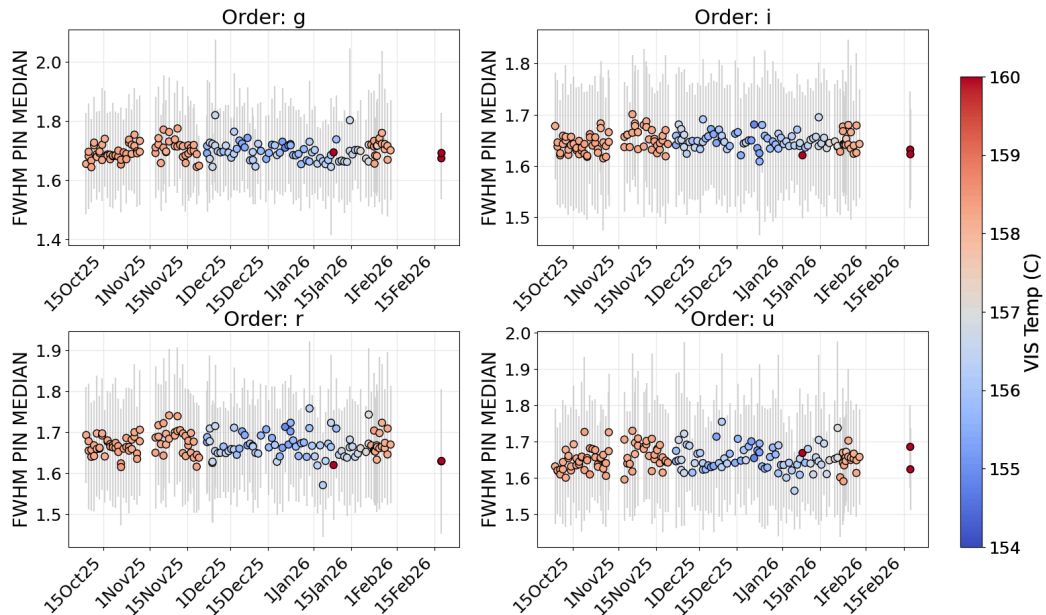 Order: g
FWHM PIN MEDIAN
2.0
1.8
1.6
1.4
15Oct25
1Nov25
15Nov25
1Dec25
15Dec25
1Jan26
15Jan26
1Feb26
15Feb26
Order: i
FWHM PIN MEDIAN
1.8
1.7
1.6
1.5
15Oct25
1Nov25
15Nov25
1Dec25
15Dec25
1Jan26
15Jan26
1Feb26
15Feb26
Order: r
FWHM PIN MEDIAN
1.9
1.8
1.7
1.6
1.5
15Oct25
1Nov25
15Nov25
1Dec25
15Dec25
1Jan26
15Jan26
1Feb26
15Feb26
Order: u
FWHM PIN MEDIAN
2.0
1.9
1.8
1.7
1.6
1.5
15Oct25
1Nov25
15Nov25
1Dec25
15Dec25
1Jan26
15Jan26
1Feb26
15Feb26
160
159
158
157
156
155
154
VIS Temp (C)